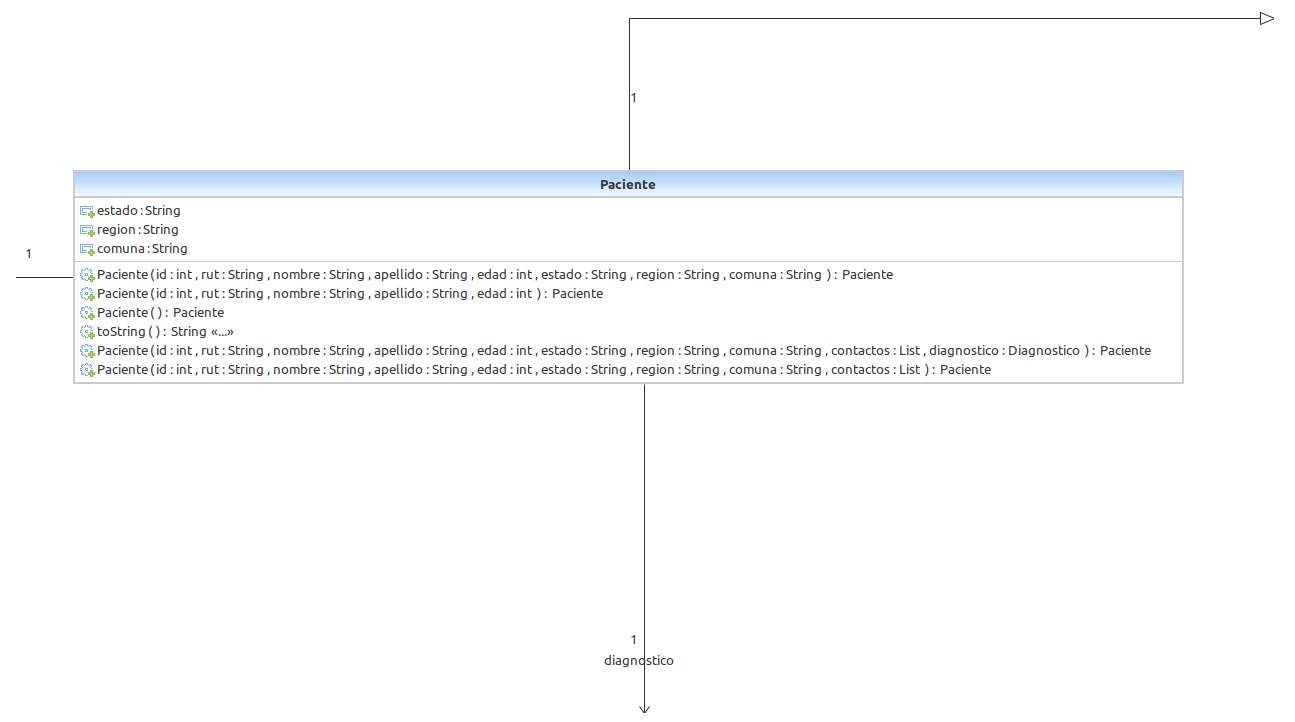 1
Paciente
estado:String
region:String
comuna:String
1
Paciente(id:int,rut:String,nombre:String,apellido:String,edad:int,estado:String,region:String,comuna:String): Paciente
Paciente(id:int,rut:String,nombre:String,apellido:String,edad:int): Paciente
Paciente(): Paciente
toString(): String «...»
Paciente(id:int,rut:String,nombre:String,apellido:String,edad:int,estado:String,region:String,comuna:String,contactos:List,diagnostico:Diagnostico): Paciente
Paciente(id:int,rut:String,nombre:String,apellido:String,edad:int,estado:String,region:String,comuna:String,contactos:List): Paciente
1
diagnostico